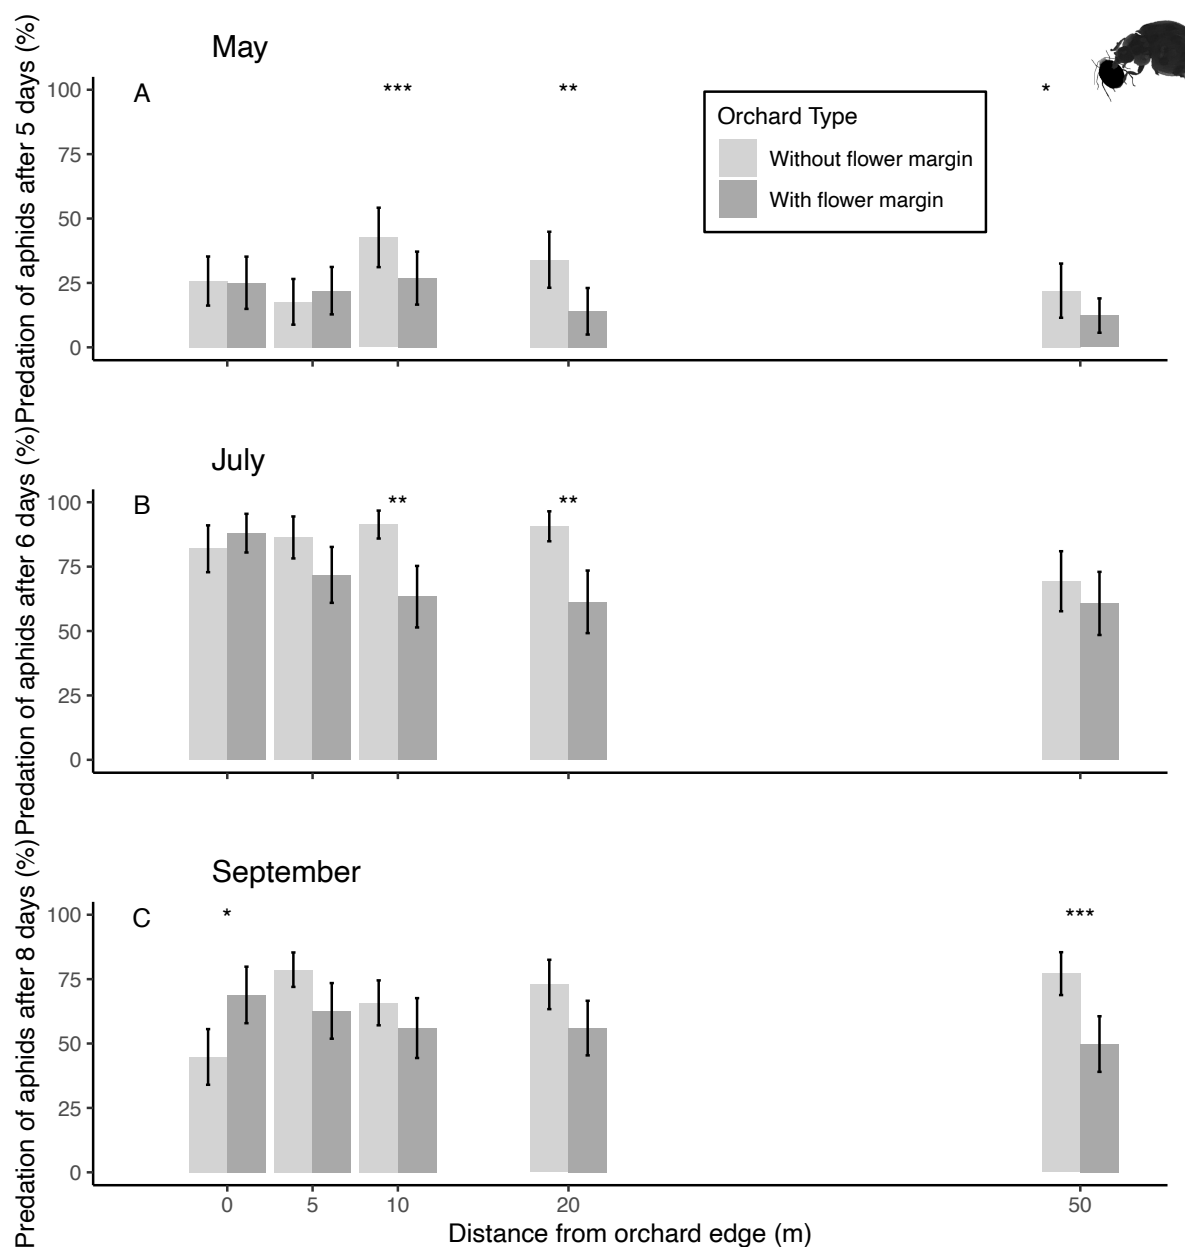 May
Predation of aphids after 5 days (%)
A
***
**
*
100
75
50
25
0
Orchard Type
Without flower margin
With flower margin
July
Predation of aphids after 6 days (%)
B
**
**
100
75
50
25
0
September
Predation of aphids after 8 days (%)
C
*
***
100
75
50
25
0
0 5 10 20 50
Distance from orchard edge (m)